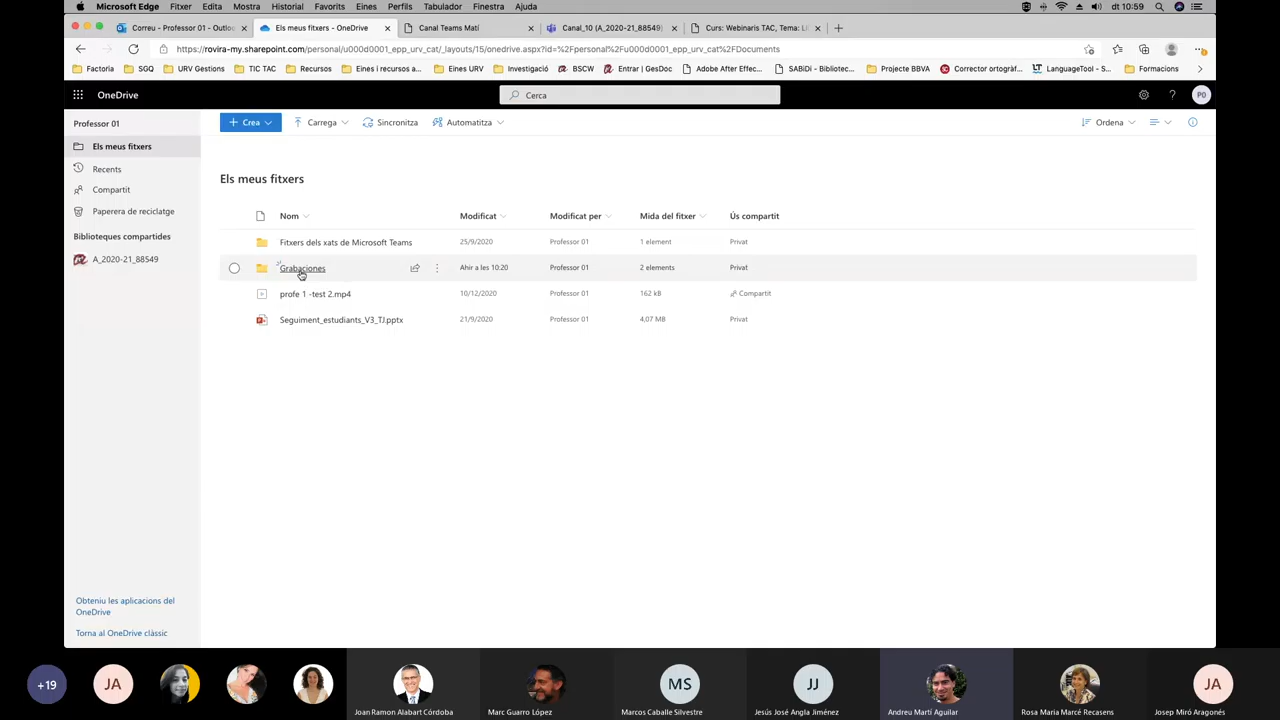 Microsoft Edge Fitxer Edita Mostra Historial Favorits Eines Perfils Tabulador Finestra Ajuda dt 10:59
Correu - Professor 01 - Outlo Els meus fitxers - OneDrive Canal Teams Matí Canal_10 (A_2020-21_88549) Curs: Webinaris TAC, Tema: Lli
https://rovira-my.sharepoint.com/personal/u000d0001_epp_urv_cat/_layouts/15/onedrive.aspx?id=%2Fpersonal%2Fu000d0001_epp_urv_cat%2FDocuments
Factoria SGQ URV Gestions TIC TAC Recursos Eines i recursos a... Eines URV Investigació BSCW Entrar | GesDoc Adobe After Effec... SABiDi - Bibliotec... Projecte BBVA Corrector ortogràf... LanguageTool - S... Formacions
OneDrive Cerca P0
Professor 01 Crea Carrega Sincronitza Automatitza Ordena
Els meus fitxers
Recents
Compartit
Paperera de reciclatge
Biblioteques compartides
A_2020-21_88549
Els meus fitxers
Nom Modificat Modificat per Mida del fitxer Ús compartit
Fitxers dels xats de Microsoft Teams 25/9/2020 Professor 01 1 element Privat
Grabaciones Ahir a les 10:20 Professor 01 2 elements Privat
profe 1 -test 2.mp4 10/12/2020 Professor 01 162 kB Compartit
Seguiment_estudiants_V3_TJ.pptx 21/9/2020 Professor 01 4,07 MB Privat
Obteniu les aplicacions del
OneDrive
Torna al OneDrive clàssic
+19 JA MS JJ JA
Joan Ramon Alabart Córdoba Marc Guarro López Marcos Caballe Silvestre Jesús José Angla Jiménez Andreu Martí Aguilar Rosa Maria Marcé Recasens Josep Miró Aragonés